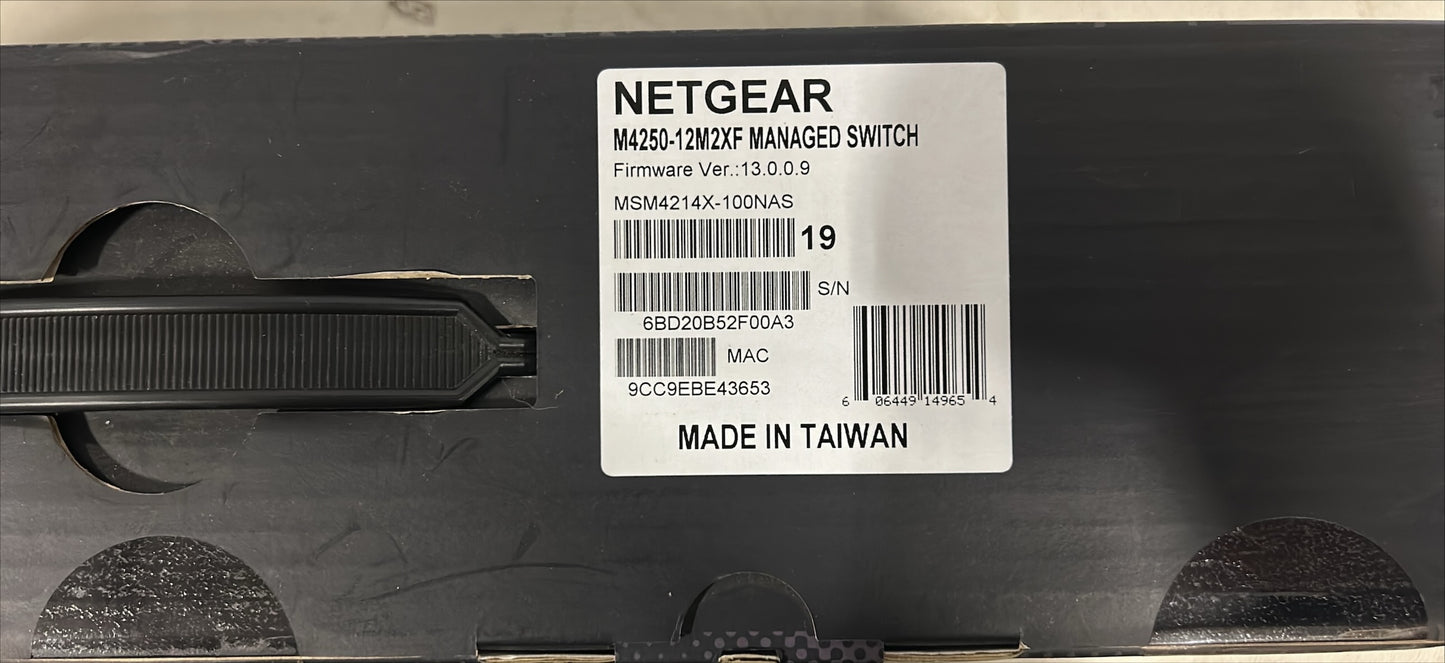 NETGEAR
M4250-12M2XF MANAGED SWITCH
Firmware Ver.:13.0.0.9
MSM4214X-100NAS
19
S/N
6BD20B52F00A3
MAC
9CC9EBE43653
6 06449 14965 4
MADE IN TAIWAN